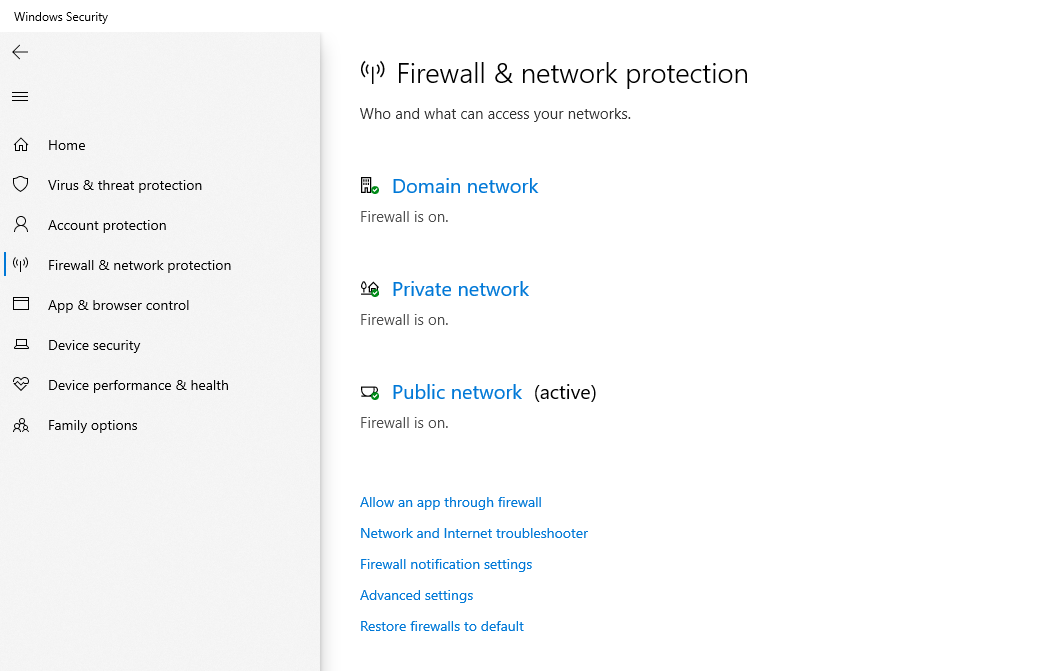 Windows Security
Home
Virus & threat protection
Account protection
Firewall & network protection
App & browser control
Device security
Device performance & health
Family options
Firewall & network protection
Who and what can access your networks.
Domain network
Firewall is on.
Private network
Firewall is on.
Public network (active)
Firewall is on.
Allow an app through firewall
Network and Internet troubleshooter
Firewall notification settings
Advanced settings
Restore firewalls to default